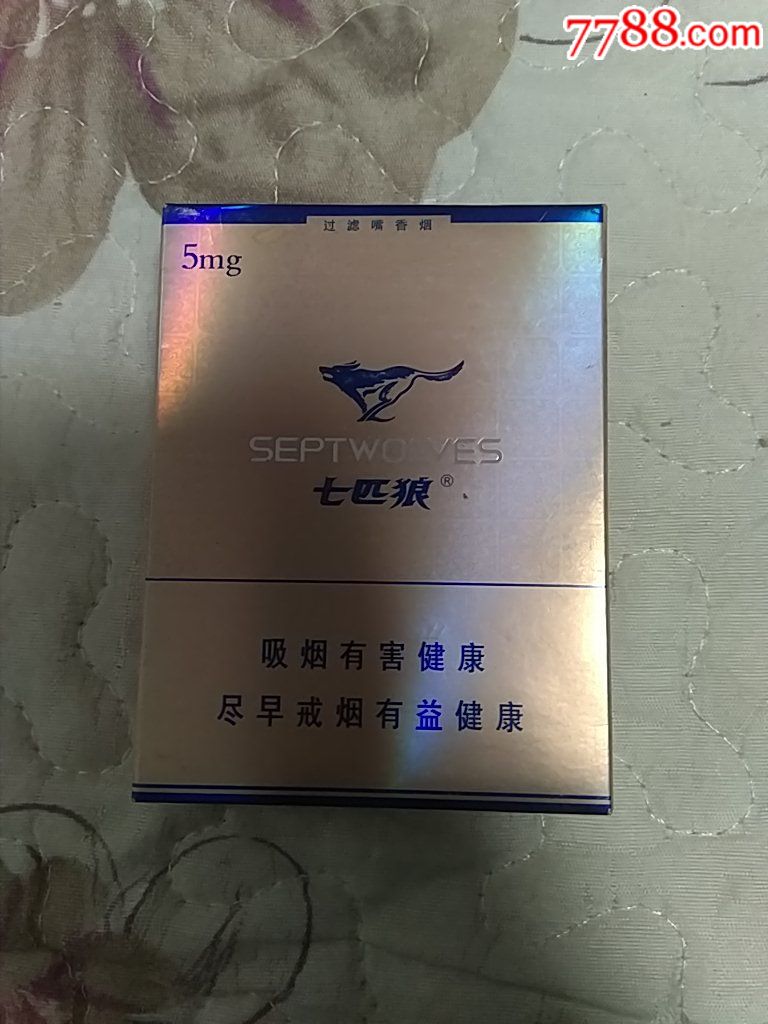 7788.com
过滤嘴香烟
5mg
SEPTWOLVES
七匹狼®
吸烟有害健康
尽早戒烟有益健康